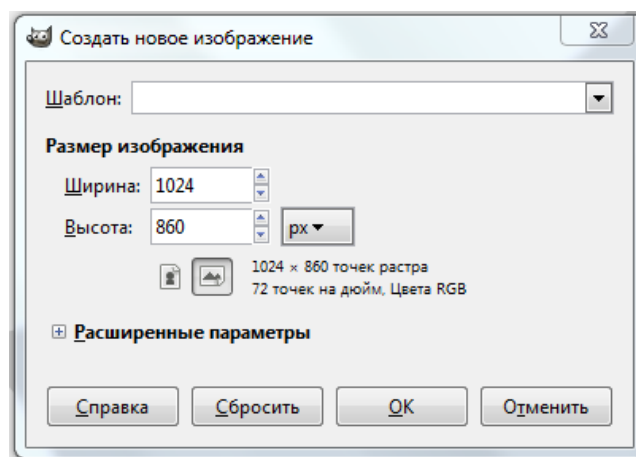 Создать новое изображение
Шаблон:
Размер изображения
Ширина: 1024
Высота: 860 px
1024 × 860 точек растра
72 точек на дюйм, Цвета RGB
Расширенные параметры
Справка Сбросить OK Отменить